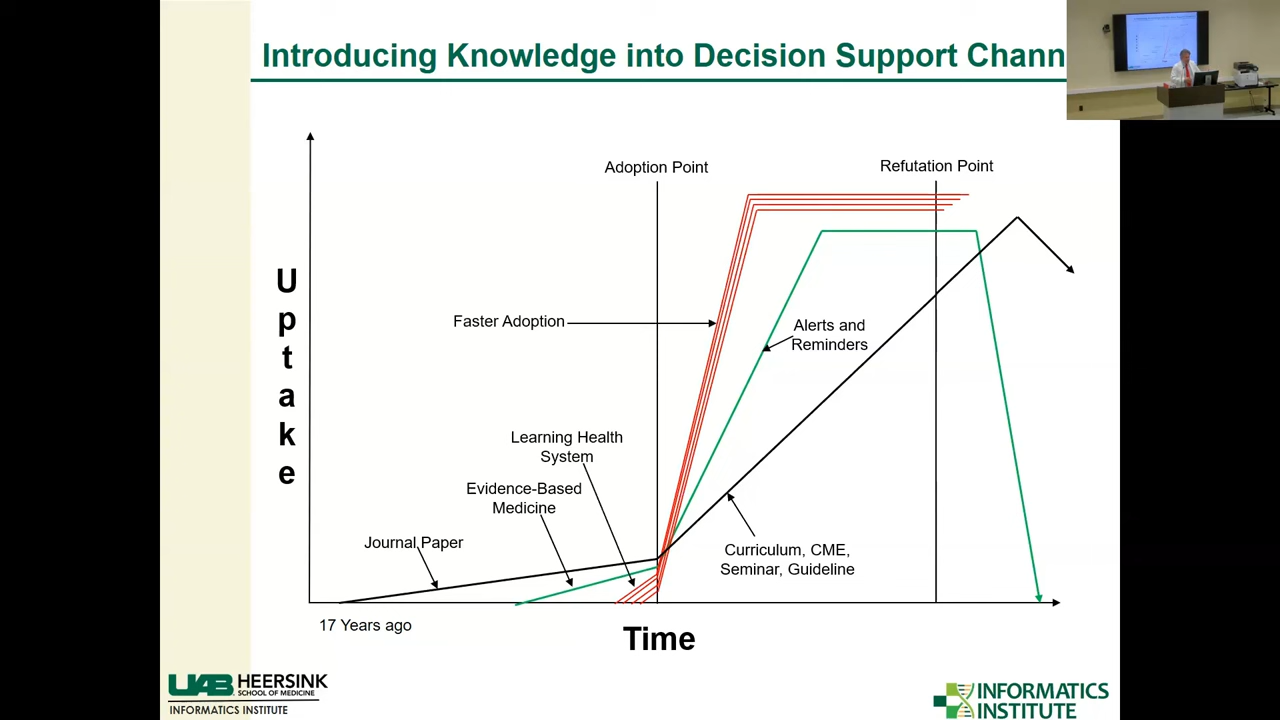 Introducing Knowledge into Decision Support Chann
Adoption Point
Refutation Point
Uptake
Faster Adoption
Alerts and
Reminders
Learning Health
System
Evidence-Based
Medicine
Journal Paper
Curriculum, CME,
Seminar, Guideline
17 Years ago
Time
UAB HEERSINK
SCHOOL OF MEDICINE
INFORMATICS INSTITUTE
INFORMATICS
INSTITUTE